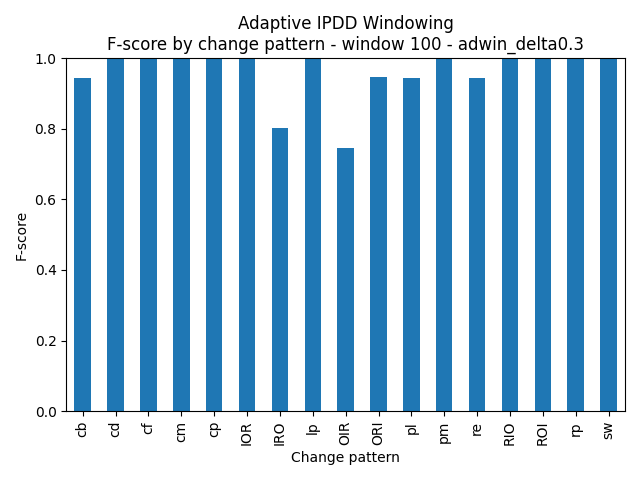 Adaptive IPDD Windowing
F-score by change pattern - window 100 - adwin_delta0.3
1.0
0.8
0.6
0.4
0.2
0.0
F-score
cb
cd
cf
cm
cp
IOR
IRO
lp
OIR
ORI
pl
pm
re
RIO
ROI
rp
sw
Change pattern